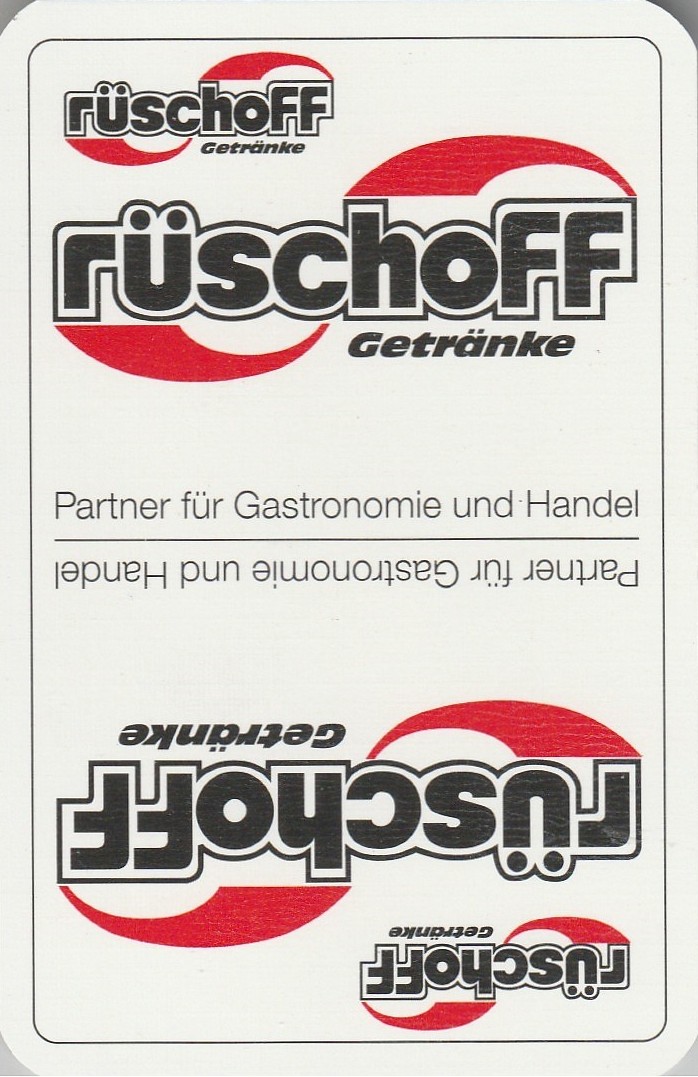 rüschoff
Getränke
rüschoff
Getränke
Partner für Gastronomie und Handel
Partner für Gastronomie und Handel
rüschoff
Getränke
rüschoff
Getränke